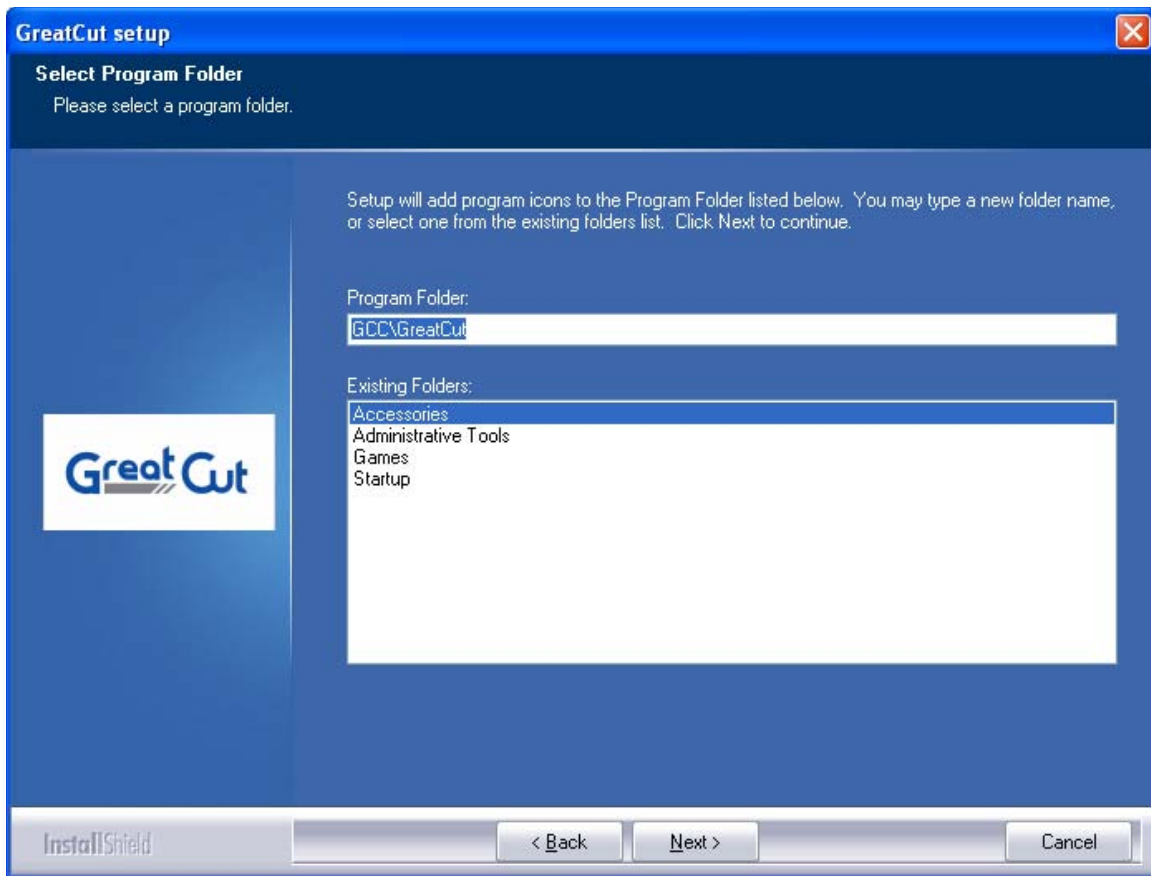 GreatCut setup
Select Program Folder
Please select a program folder.
Setup will add program icons to the Program Folder listed below.  You may type a new folder name,
or select one from the existing folders list.  Click Next to continue.
Program Folder:
GCC\GreatCut
Existing Folders:
Accessories
Administrative Tools
Games
Startup
Great Cut
InstallShield
< Back
Next >
Cancel